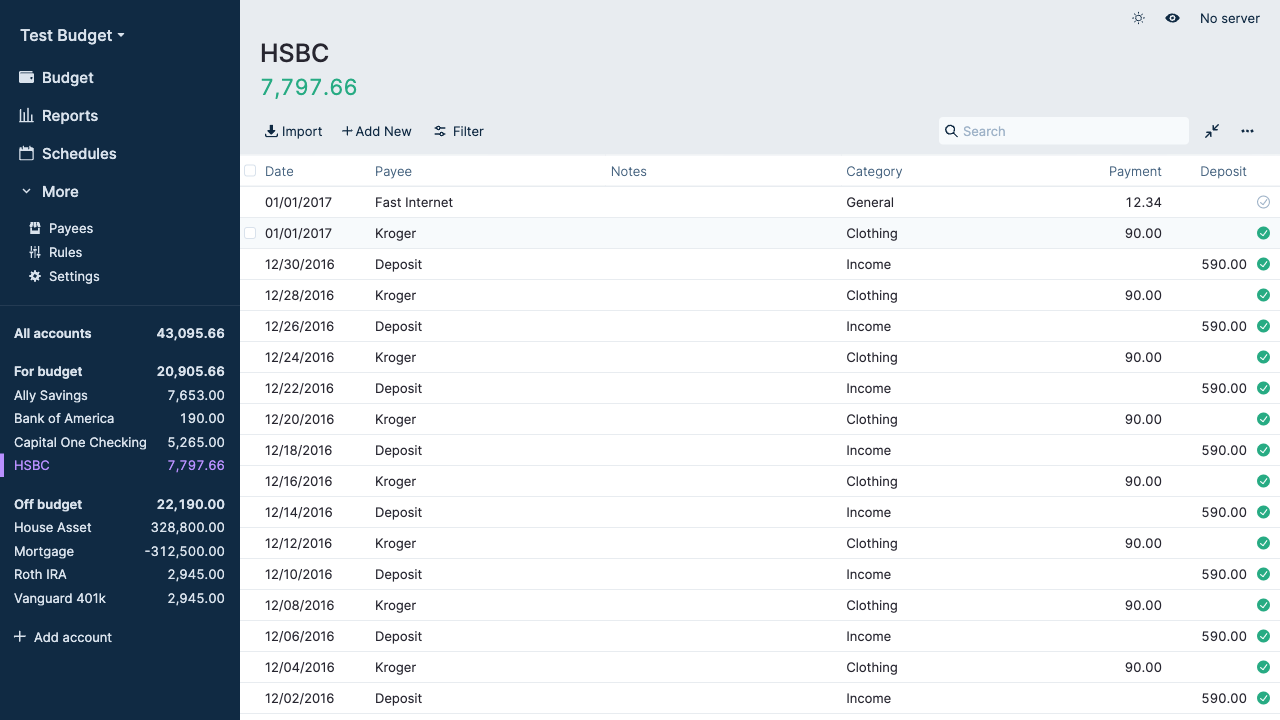 Test Budget
Budget
Reports
Schedules
More
Payees
Rules
Settings
All accounts 43,095.66
For budget 20,905.66
Ally Savings 7,653.00
Bank of America 190.00
Capital One Checking 5,265.00
HSBC 7,797.66
Off budget 22,190.00
House Asset 328,800.00
Mortgage -312,500.00
Roth IRA 2,945.00
Vanguard 401k 2,945.00
Add account
No server
HSBC
7,797.66
Import Add New Filter Search
Date Payee Notes Category Payment Deposit
01/01/2017 Fast Internet General 12.34
01/01/2017 Kroger Clothing 90.00
12/30/2016 Deposit Income 590.00
12/28/2016 Kroger Clothing 90.00
12/26/2016 Deposit Income 590.00
12/24/2016 Kroger Clothing 90.00
12/22/2016 Deposit Income 590.00
12/20/2016 Kroger Clothing 90.00
12/18/2016 Deposit Income 590.00
12/16/2016 Kroger Clothing 90.00
12/14/2016 Deposit Income 590.00
12/12/2016 Kroger Clothing 90.00
12/10/2016 Deposit Income 590.00
12/08/2016 Kroger Clothing 90.00
12/06/2016 Deposit Income 590.00
12/04/2016 Kroger Clothing 90.00
12/02/2016 Deposit Income 590.00